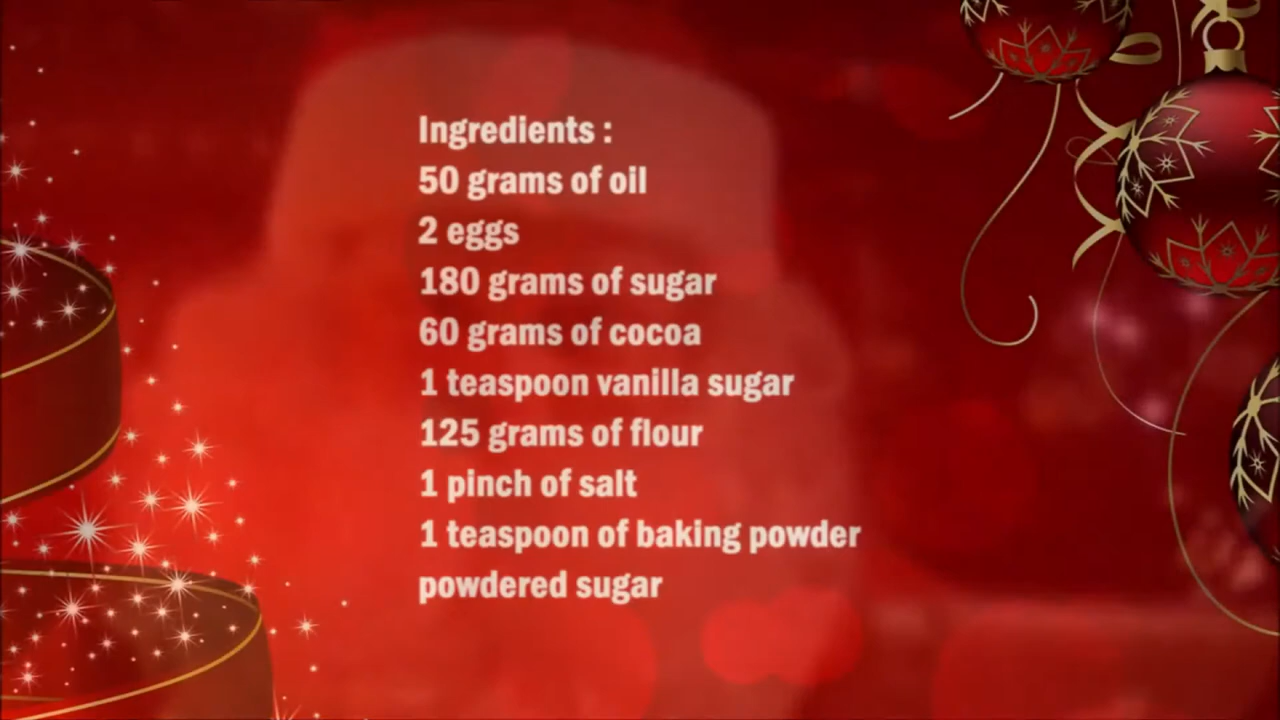 Ingredients :
50 grams of oil
2 eggs
180 grams of sugar
60 grams of cocoa
1 teaspoon vanilla sugar
125 grams of flour
1 pinch of salt
1 teaspoon of baking powder
powdered sugar